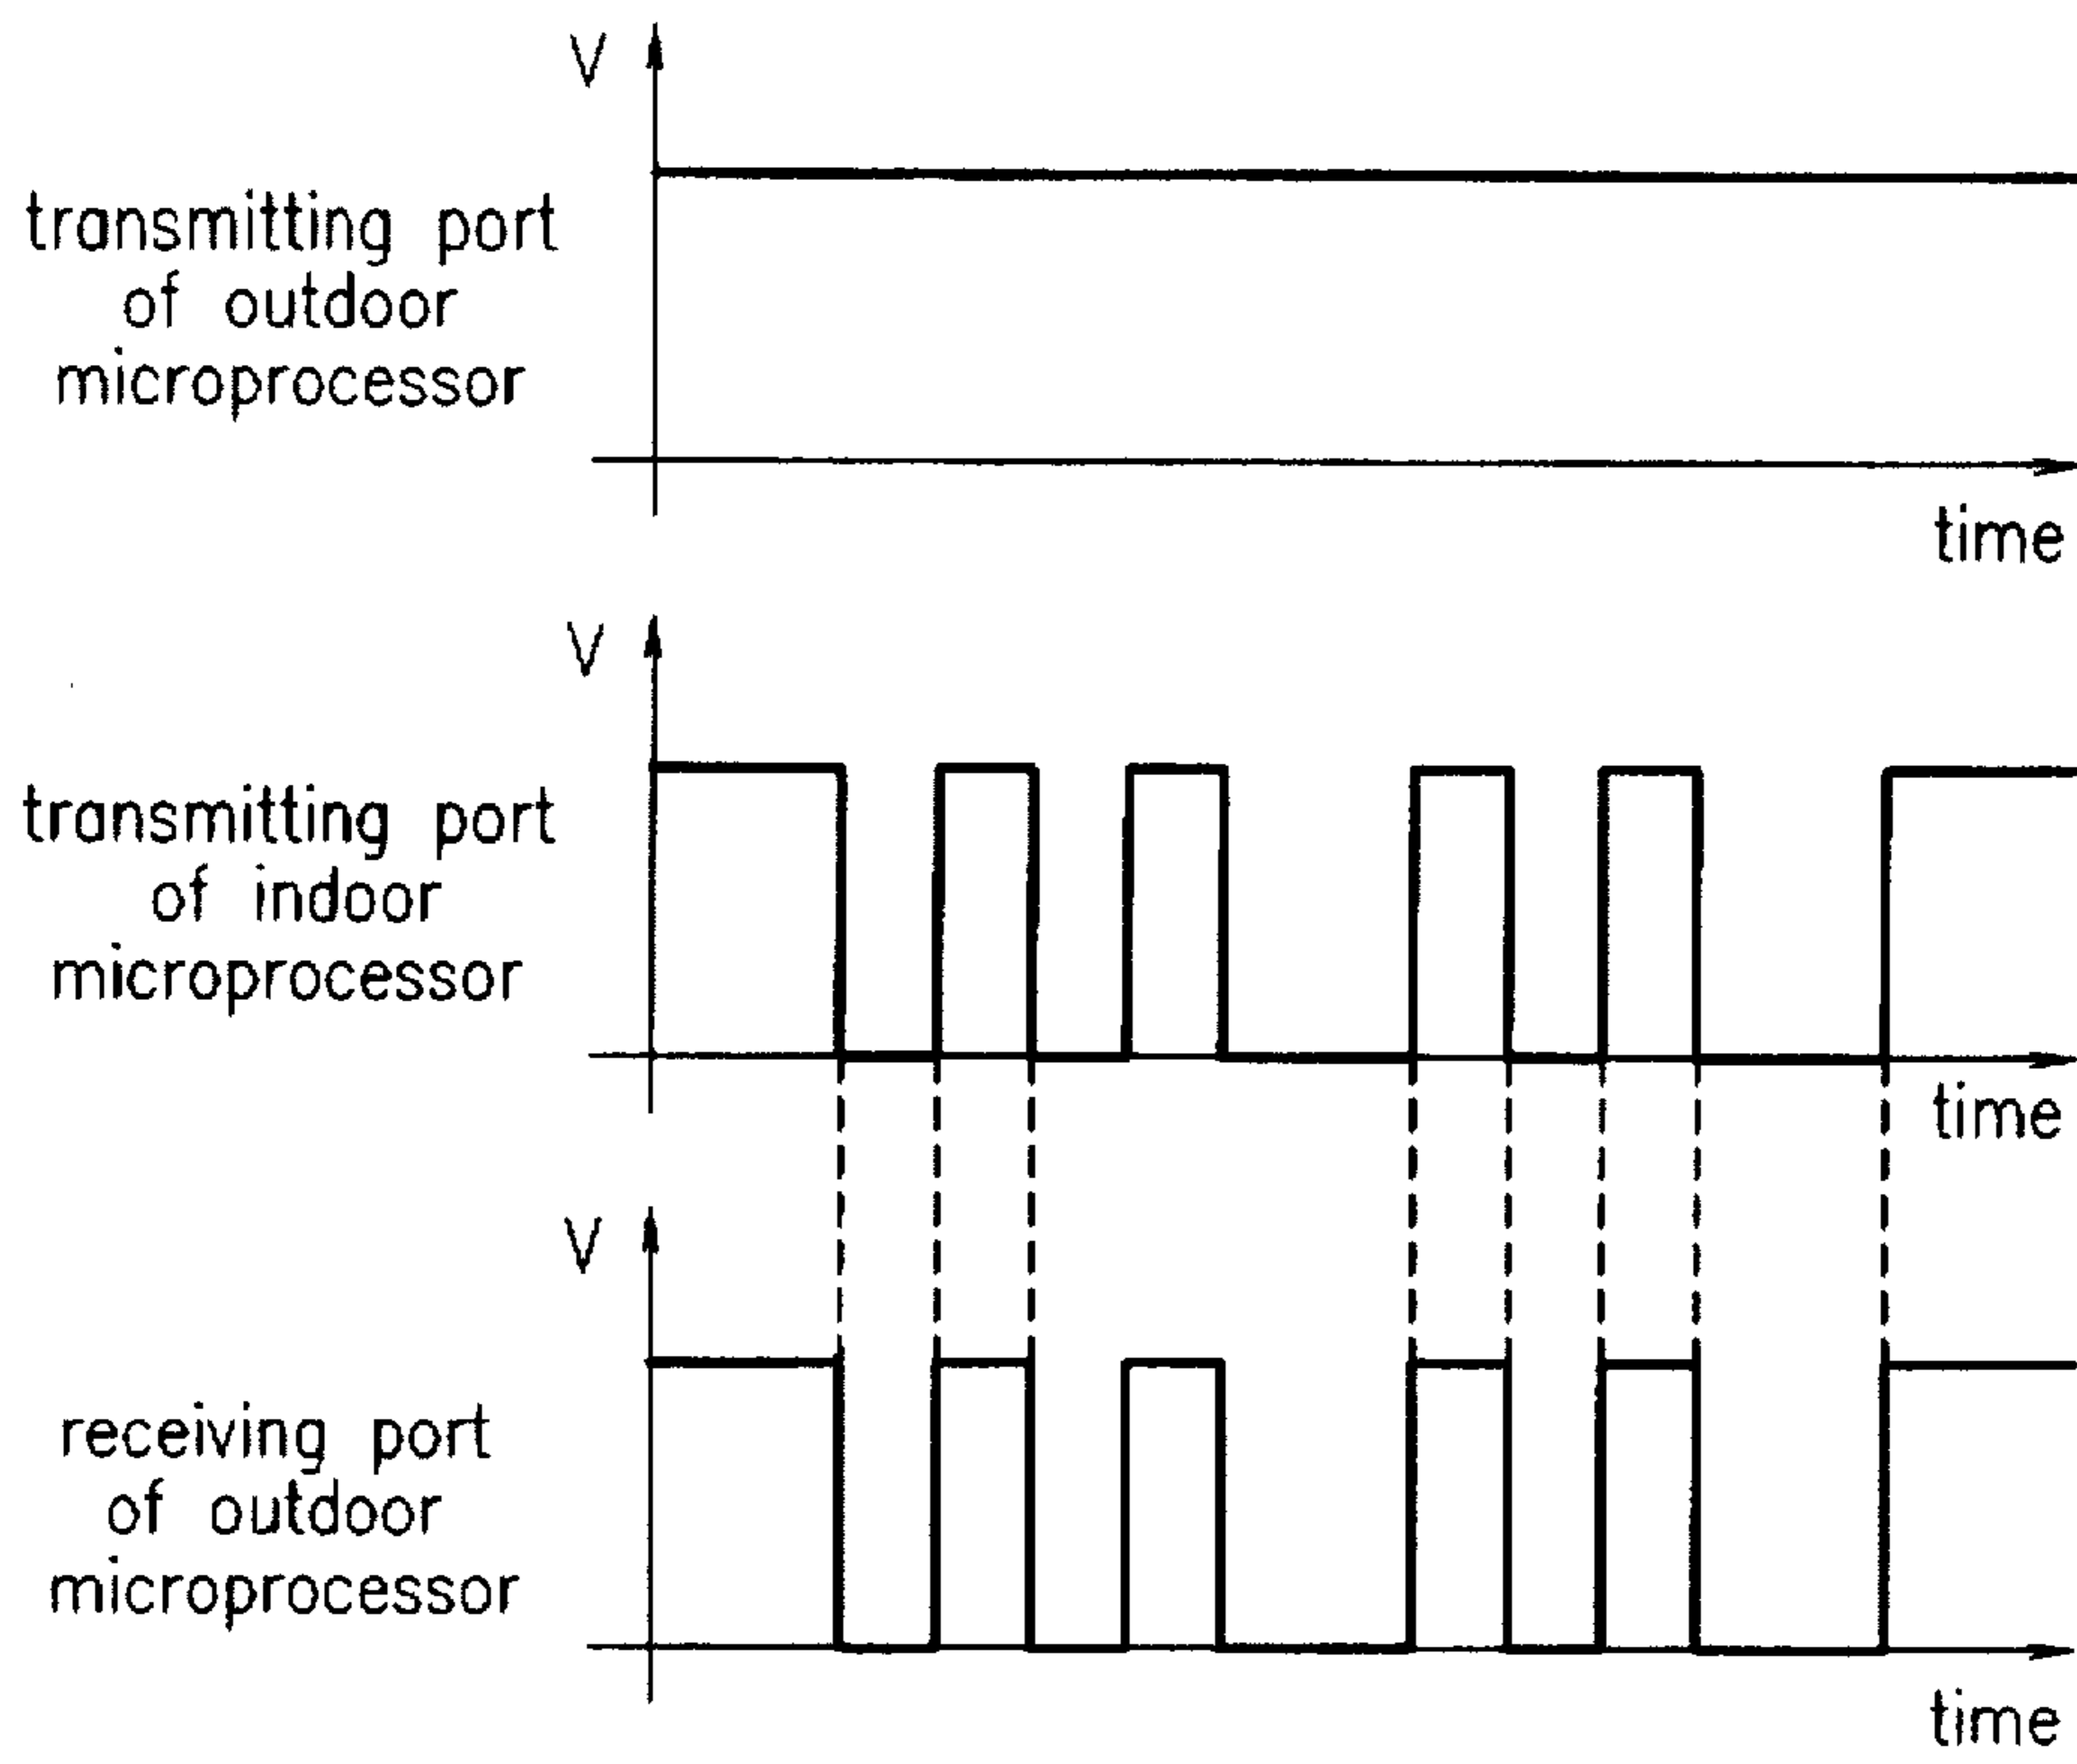 V
transmitting port
of outdoor
microprocessor
time
V
transmitting port
of indoor
microprocessor
time
V
receiving port
of outdoor
microprocessor
time